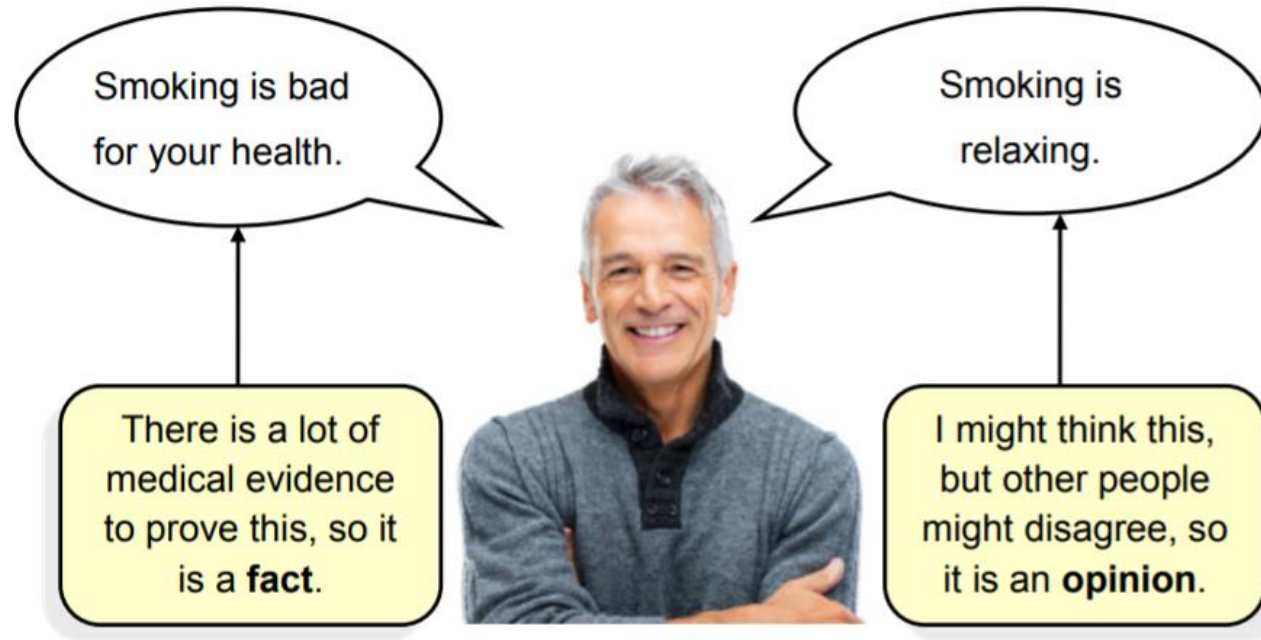 Smoking is bad
for your health.
Smoking is
relaxing.
There is a lot of
medical evidence
to prove this, so it
is a fact.
I might think this,
but other people
might disagree, so
it is an opinion.